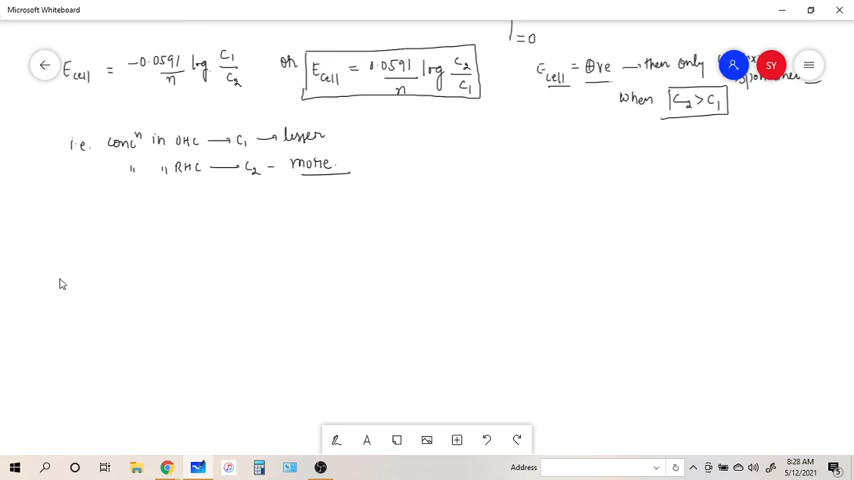 Microsoft Whiteboard
= 0
E cell = -0.0591/n log C1/C2 or E cell = 0.0591/n log C2/C1
E cell = ⊕ve → then only
when C2 > C1
i.e. concⁿ in OHC → C1 → lesser
" " RHC → C2 - more.
SY
A
Address
8:28 AM
5/12/2021